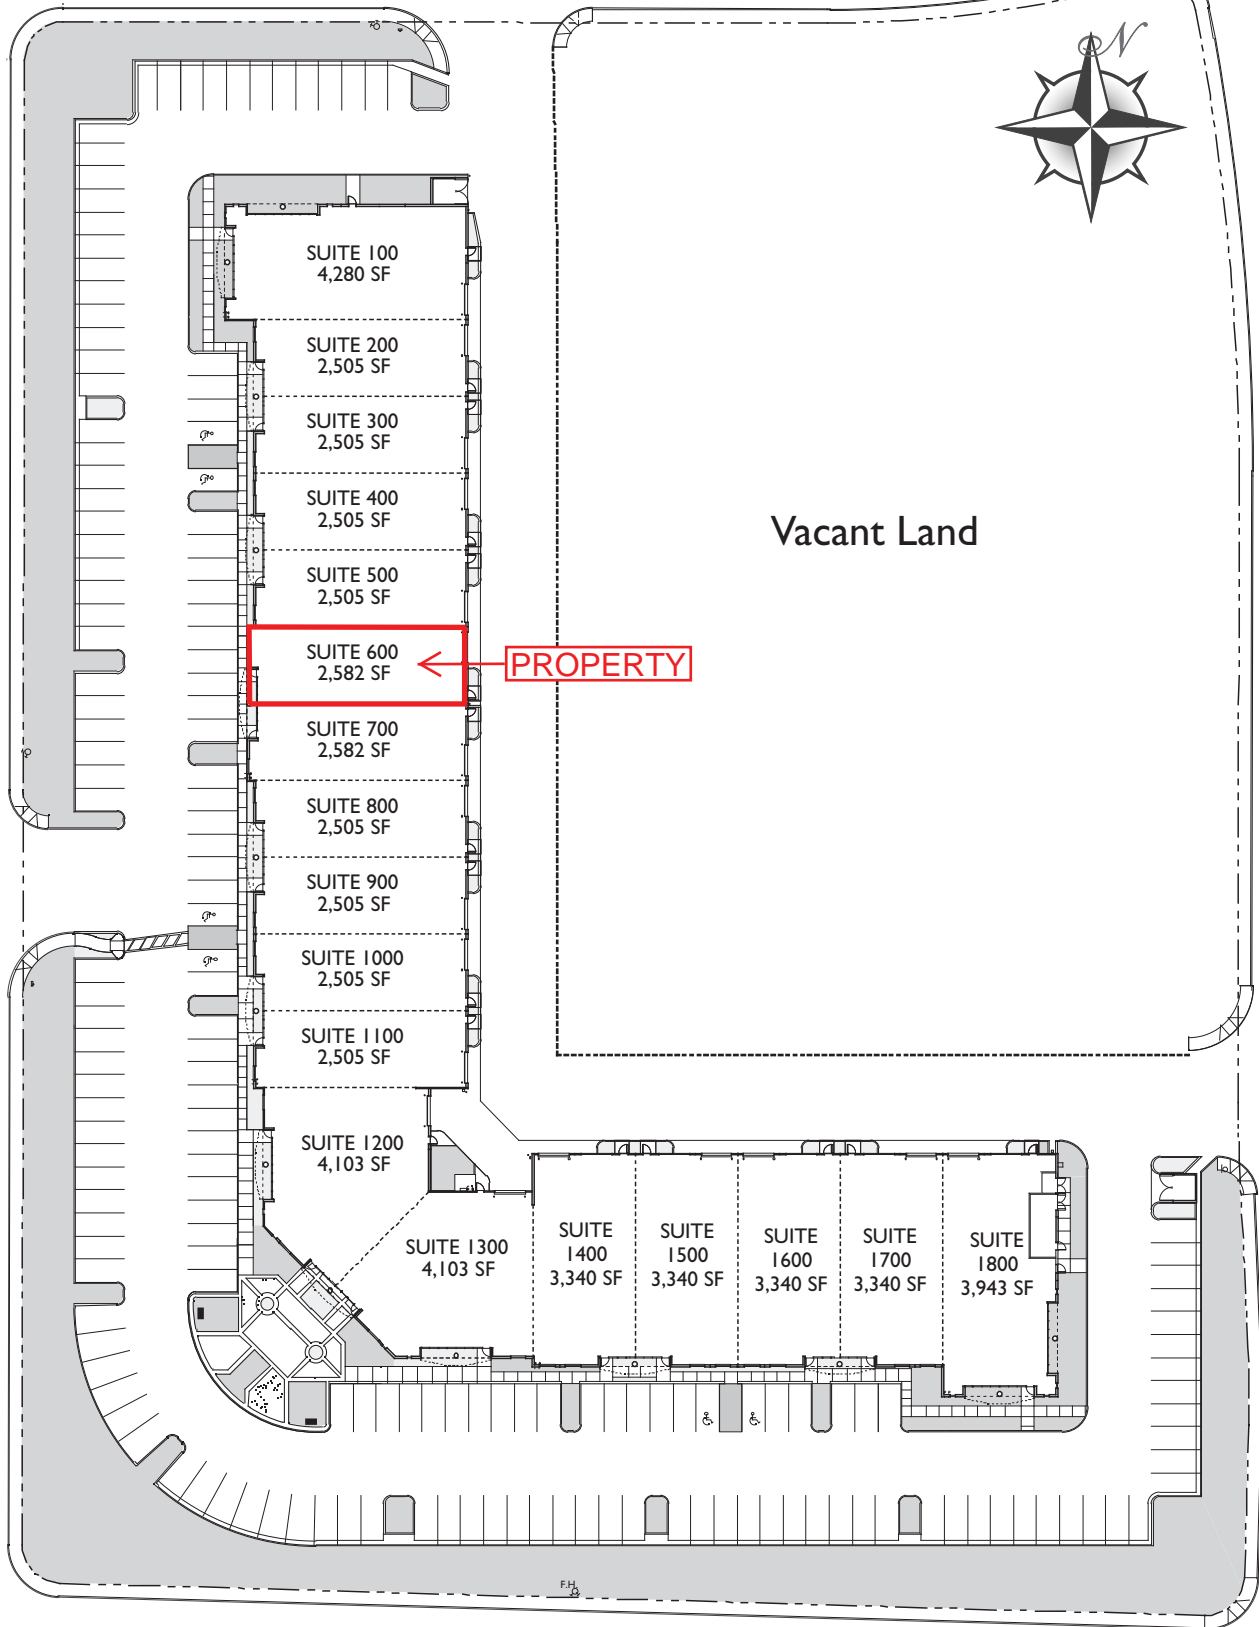 N
SUITE 100
4,280 SF
SUITE 200
2,505 SF
SUITE 300
2,505 SF
SUITE 400
2,505 SF
Vacant Land
SUITE 500
2,505 SF
SUITE 600
2,582 SF
PROPERTY
SUITE 700
2,582 SF
SUITE 800
2,505 SF
SUITE 900
2,505 SF
SUITE 1000
2,505 SF
SUITE 1100
2,505 SF
SUITE 1200
4,103 SF
SUITE 1300
4,103 SF
SUITE
1400
3,340 SF
SUITE
1500
3,340 SF
SUITE
1600
3,340 SF
SUITE
1700
3,340 SF
SUITE
1800
3,943 SF
F.H.